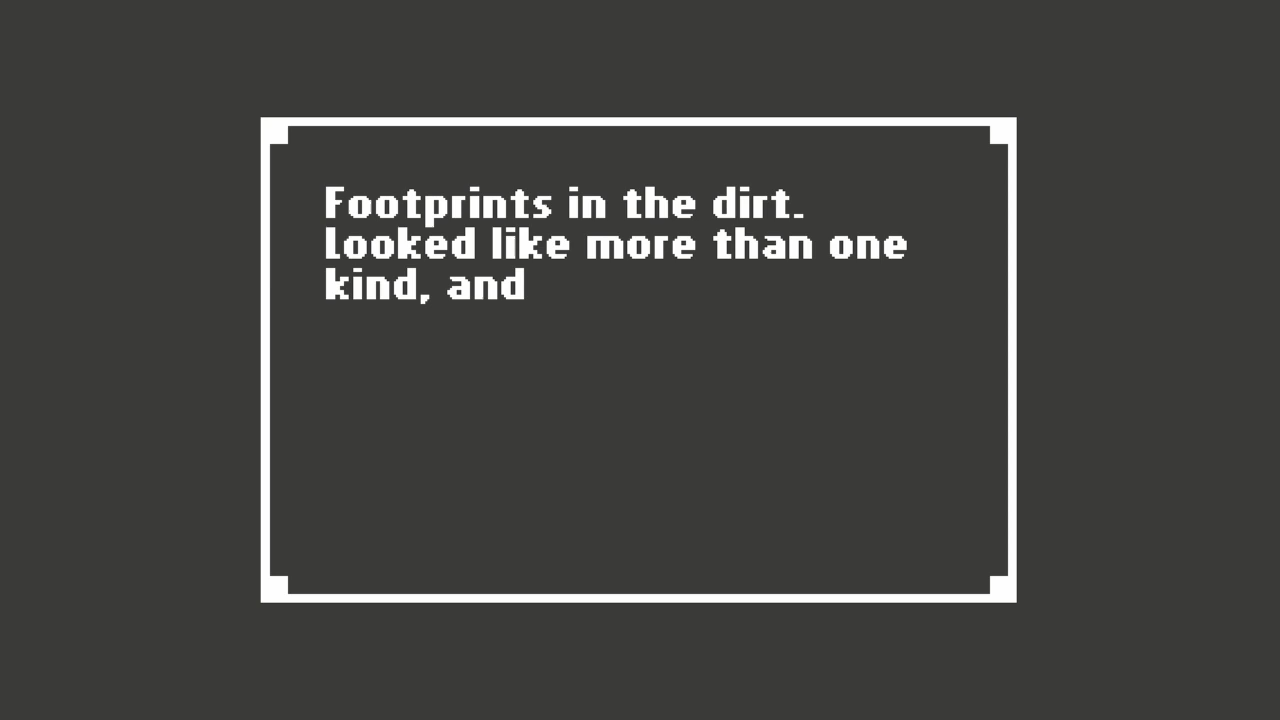 Footprints in the dirt.
Looked like more than one
kind, and